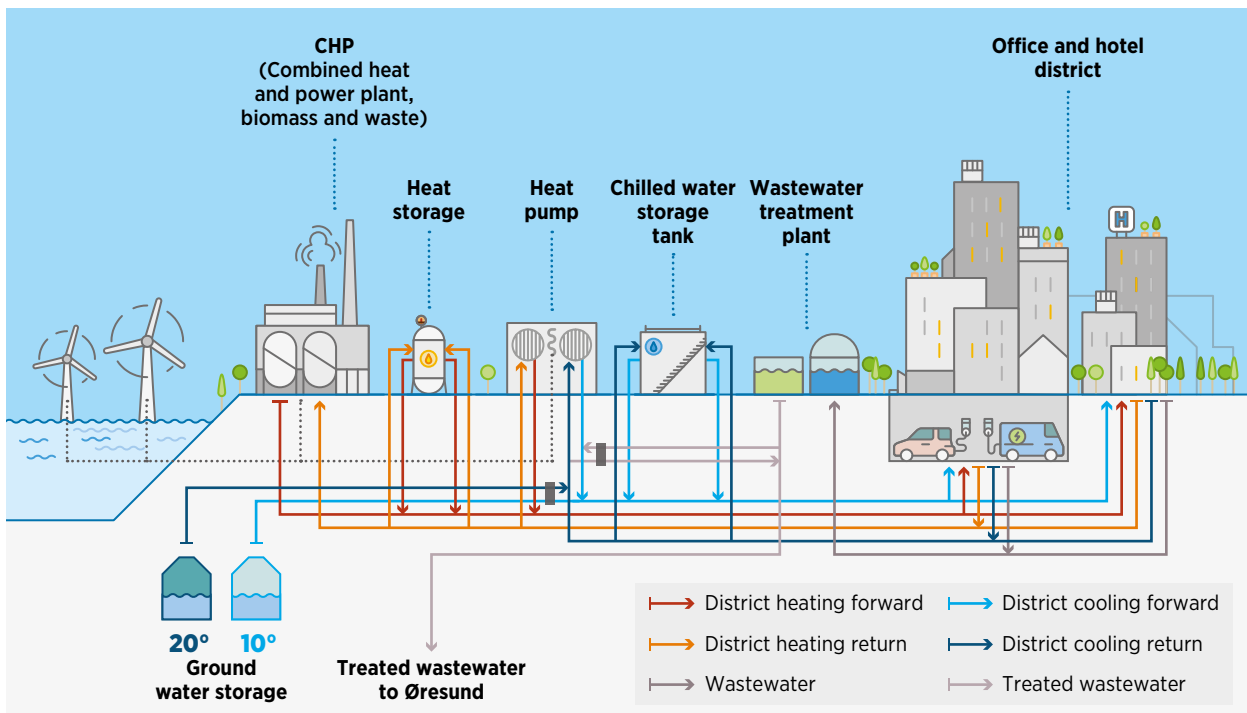 CHP
(Combined heat
and power plant,
biomass and waste)
Office and hotel
district
Heat
storage
Heat
pump
Chilled water
storage
tank
Wastewater
treatment
plant
H
20°
10°
Ground
water storage
Treated wastewater
to Øresund
District heating forward
District cooling forward
District heating return
District cooling return
Wastewater
Treated wastewater